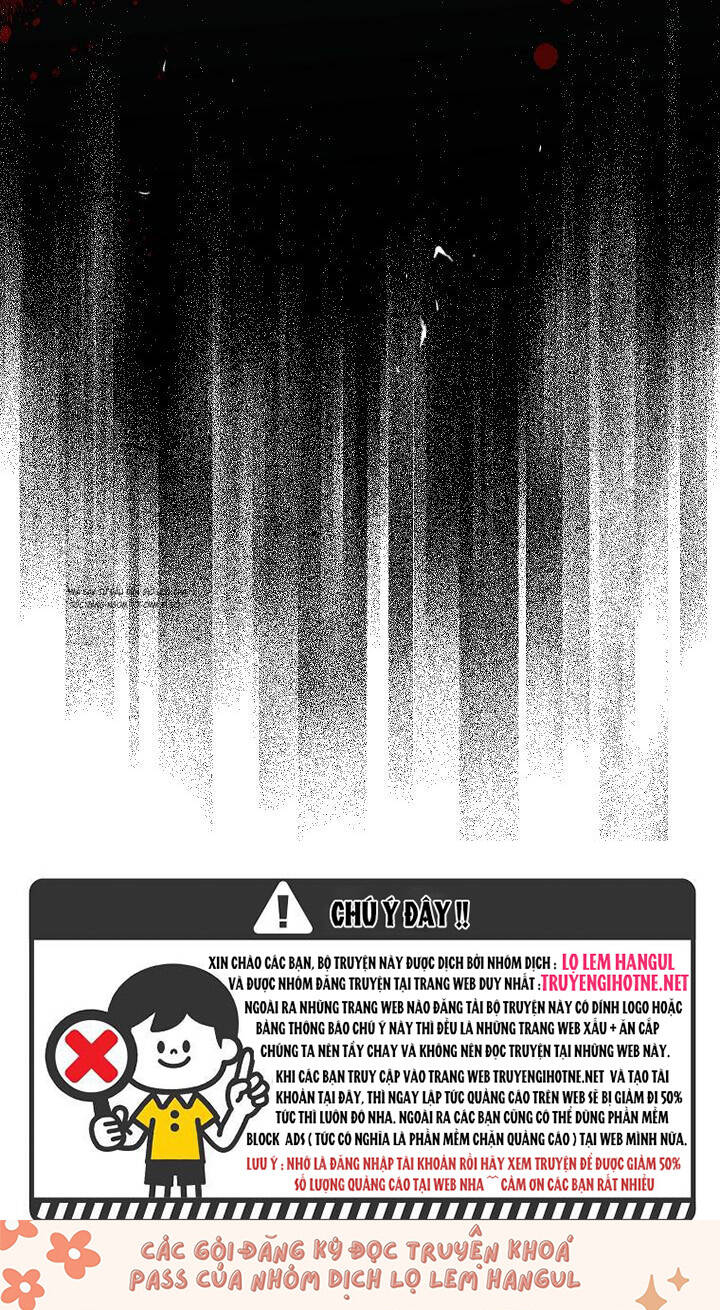 CHÚ Ý ĐÂY !!
XIN CHÀO CÁC BẠN, BỘ TRUYỆN NÀY ĐƯỢC DỊCH BỞI NHÓM DỊCH : LỌ LEM HANGUL
VÀ ĐƯỢC NHÓM ĐĂNG TRUYỆN TẠI TRANG WEB DUY NHẤT :TRUYENGIHOTNE.NET
NGOÀI RA NHỮNG TRANG WEB NÀO ĐĂNG TẢI BỘ TRUYỆN NÀY CÓ DÍNH LOGO HOẶC
BẢNG THÔNG BÁO CHÚ Ý NÀY THÌ ĐỀU LÀ NHỮNG TRANG WEB XẤU + ĂN CẮP
CHÚNG TA NÊN TẨY CHAY VÀ KHÔNG NÊN ĐỌC TRUYỆN TẠI NHỮNG WEB NÀY.
KHI CÁC BẠN TRUY CẬP VÀO TRANG WEB TRUYENGIHOTNE.NET VÀ TẠO TÀI
KHOẢN TẠI ĐÂY, THÌ NGAY LẬP TỨC QUẢNG CÁO TRÊN WEB SẼ BỊ GIẢM ĐI 50%
TỨC THÌ LUÔN ĐÓ NHA. NGOÀI RA CÁC BẠN CŨNG CÓ THỂ DÙNG PHẦN MỀM
BLOCK ADS ( TỨC CÓ NGHĨA LÀ PHẦN MỀM CHẶN QUẢNG CÁO ) TẠI WEB MÌNH NỮA.
LƯU Ý : NHỚ LÀ ĐĂNG NHẬP TÀI KHOẢN RỒI HÃY XEM TRUYỆN ĐỂ ĐƯỢC GIẢM 50%
SỐ LƯỢNG QUẢNG CÁO TẠI WEB NHA ^^ CẢM ƠN CÁC BẠN RẤT NHIỀU
CÁC GÓI ĐĂNG KÝ ĐỌC TRUYỆN KHOÁ
PASS CỦA NHÓM DỊCH LỌ LEM HANGUL